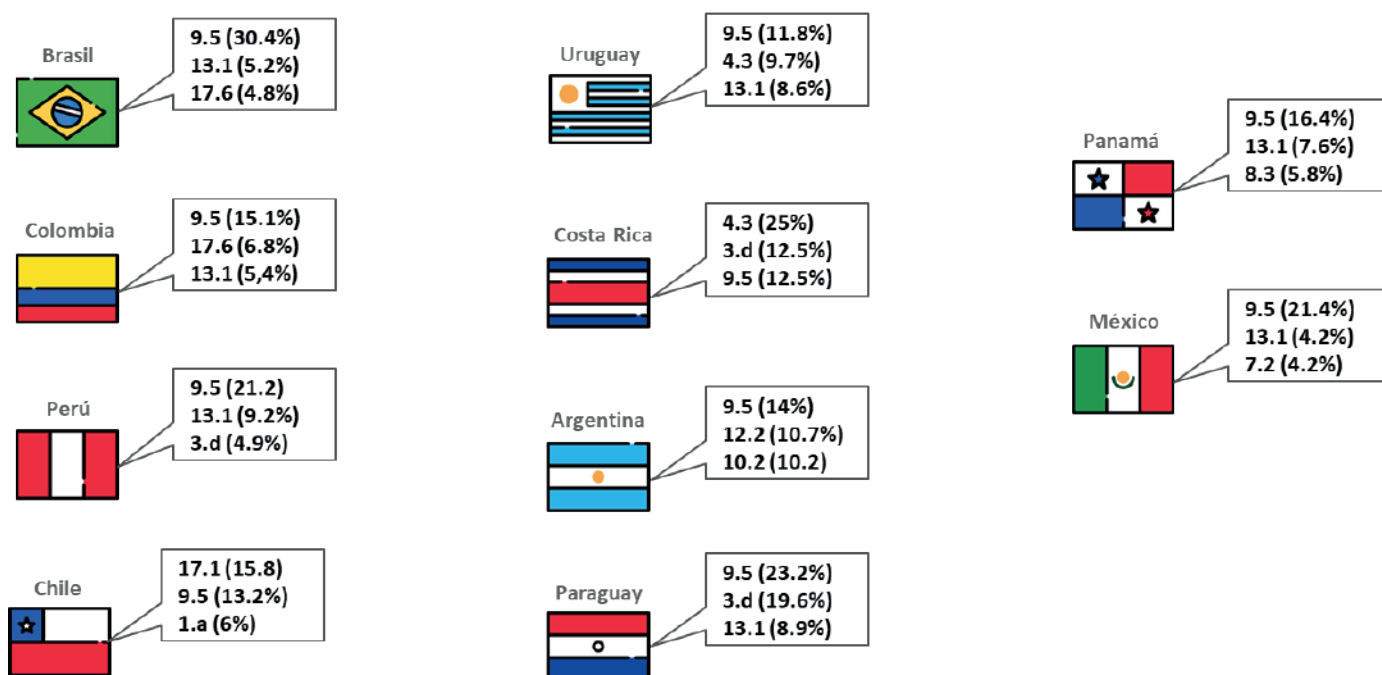 Brasil
9.5 (30.4%)
13.1 (5.2%)
17.6 (4.8%)
Colombia
9.5 (15.1%)
17.6 (6.8%)
13.1 (5,4%)
Perú
9.5 (21.2)
13.1 (9.2%)
3.d (4.9%)
Chile
17.1 (15.8)
9.5 (13.2%)
1.a (6%)
Uruguay
9.5 (11.8%)
4.3 (9.7%)
13.1 (8.6%)
Costa Rica
4.3 (25%)
3.d (12.5%)
9.5 (12.5%)
Argentina
9.5 (14%)
12.2 (10.7%)
10.2 (10.2)
Paraguay
9.5 (23.2%)
3.d (19.6%)
13.1 (8.9%)
Panamá
9.5 (16.4%)
13.1 (7.6%)
8.3 (5.8%)
México
9.5 (21.4%)
13.1 (4.2%)
7.2 (4.2%)